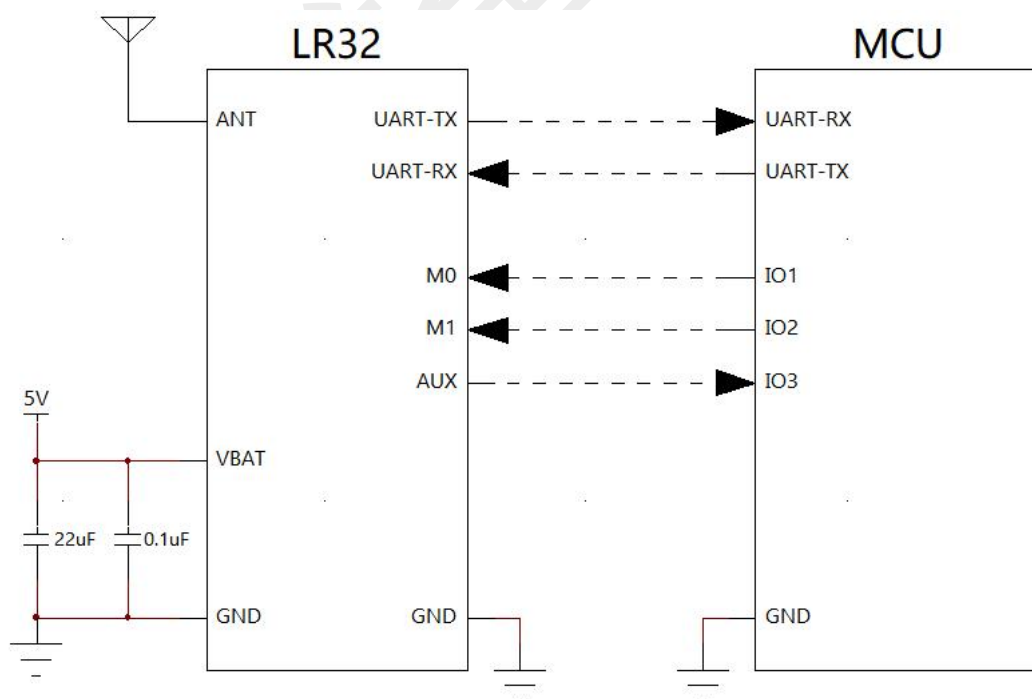 LR32
MCU
ANT
UART-TX
UART-RX
UART-RX
UART-TX
M0
IO1
M1
IO2
AUX
IO3
5V
VBAT
22uF
0.1uF
GND
GND
GND